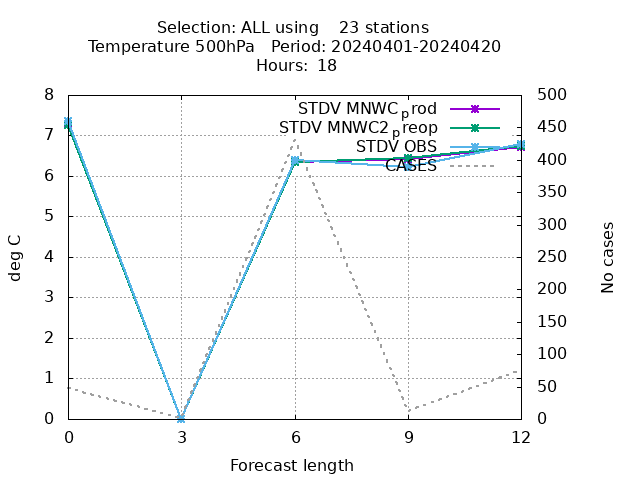 Selection: ALL using    23 stations
Temperature 500hPa   Period: 20240401-20240420
Hours: 18
8
7
6
5
4
3
2
1
0
500
450
400
350
300
250
200
150
100
50
0
STDV MNWCprod
STDV MNWC2preop
STDV OBS
CASES
deg C
No cases
0 3 6 9 12
Forecast length